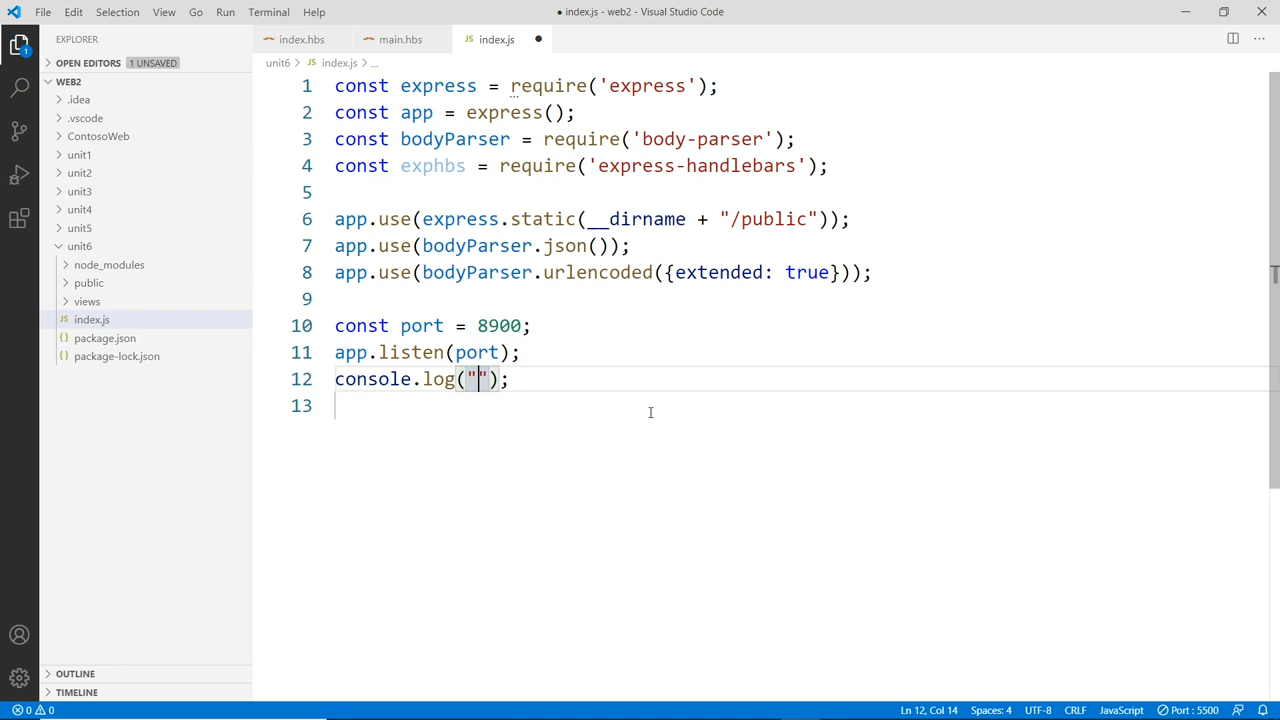 File Edit Selection View Go Run Terminal Help
● index.js - web2 - Visual Studio Code
EXPLORER
index.hbs
main.hbs
JS index.js ●
OPEN EDITORS 1 UNSAVED
unit6 > JS index.js > ...
WEB2
.idea
.vscode
ContosoWeb
unit1
unit2
unit3
unit4
unit5
unit6
node_modules
public
views
JS index.js
{} package.json
{} package-lock.json
OUTLINE
TIMELINE
1
1 const express = require('express');
2 const app = express();
3 const bodyParser = require('body-parser');
4 const exphbs = require('express-handlebars');
5
6 app.use(express.static(__dirname + "/public"));
7 app.use(bodyParser.json());
8 app.use(bodyParser.urlencoded({extended: true}));
9
10 const port = 8900;
11 app.listen(port);
12 console.log("");
13
0 0
Ln 12, Col 14 Spaces: 4 UTF-8 CRLF JavaScript Port : 5500